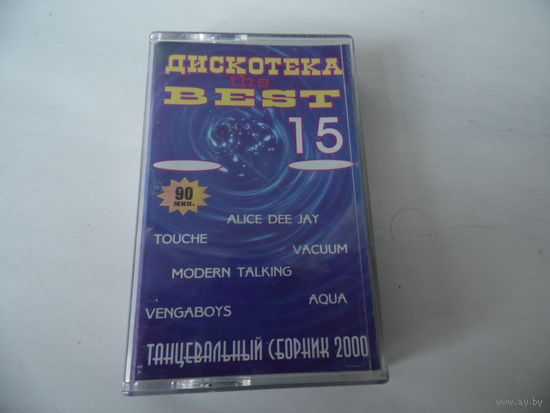 ДИСКОТЕКА
the
BEST
15
90
мин.
ALICE DEE JAY
TOUCHE
VACUUM
MODERN TALKING
AQUA
VENGABOYS
ТАНЦЕВАЛЬНЫЙ СБОРНИК 2000
www.ay.by